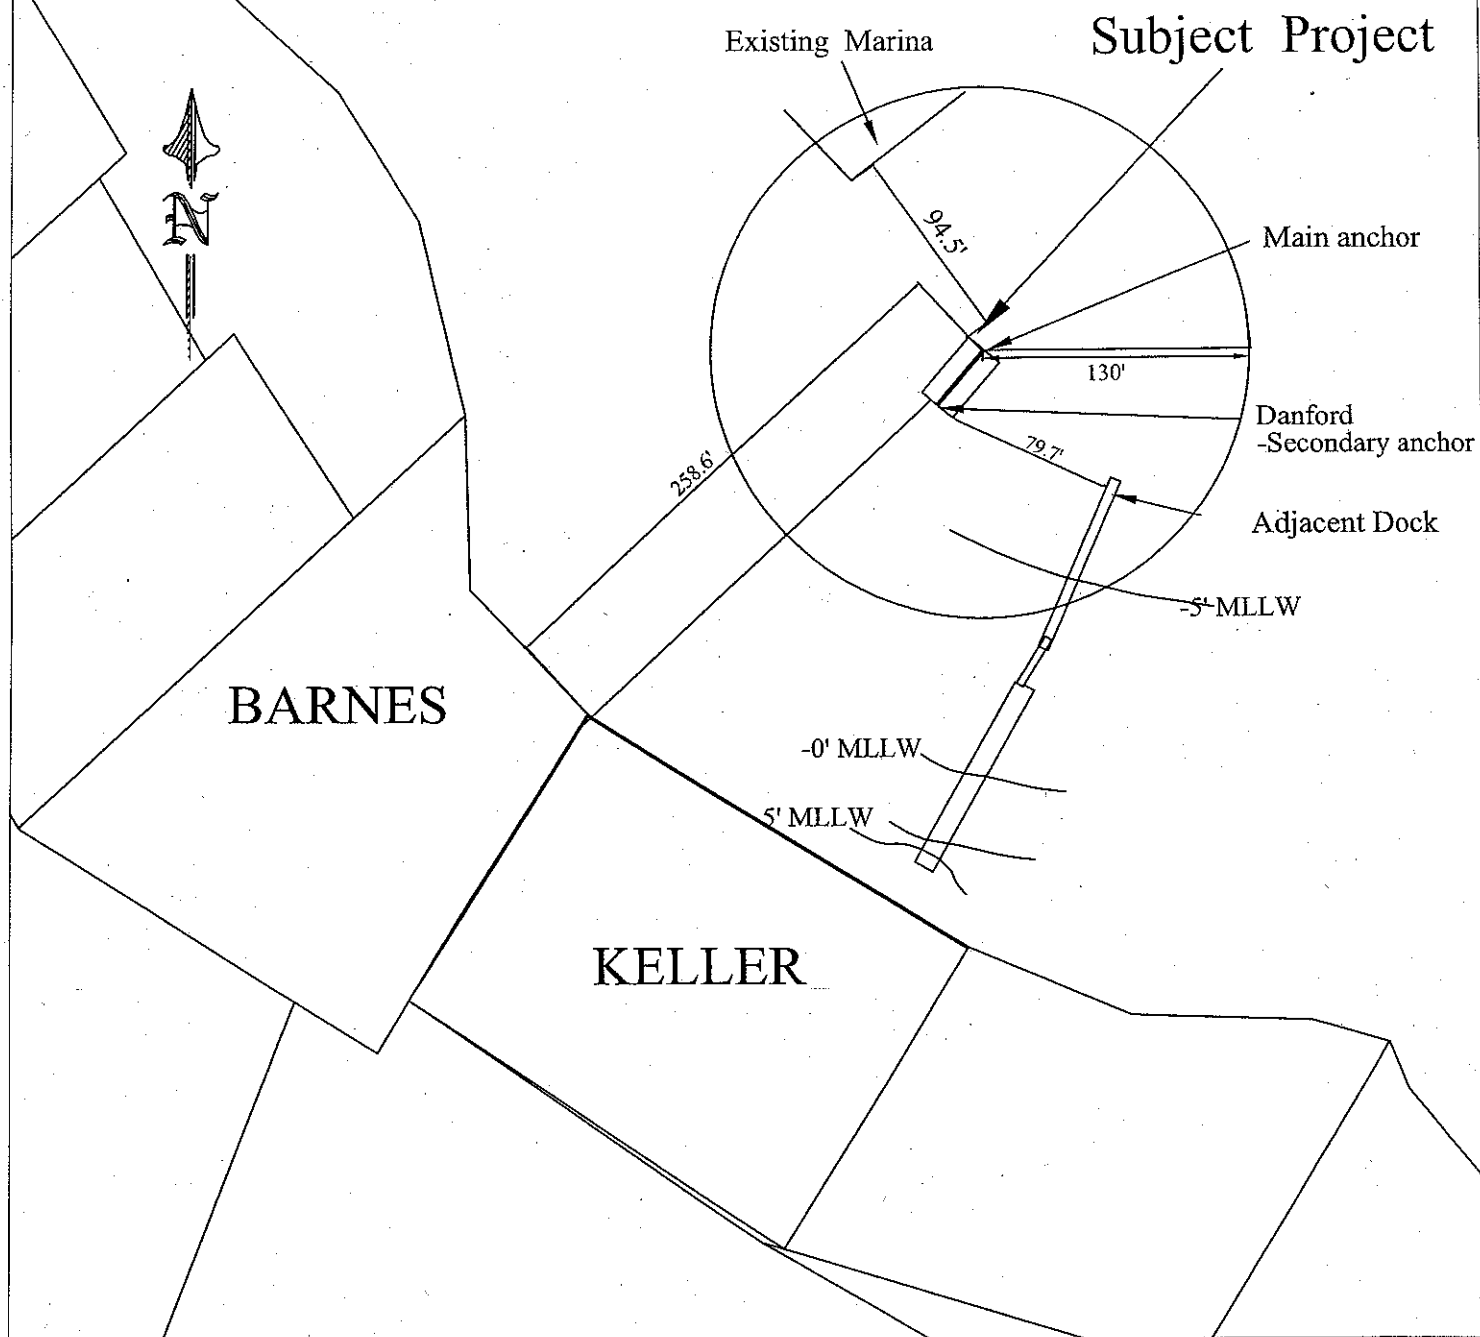 Subject Project
Existing Marina
N
94.5'
Main anchor
130'
Danford
-Secondary anchor
79.7'
258.6'
Adjacent Dock
-5' MLLW
BARNES
-0' MLLW
5' MLLW
KELLER